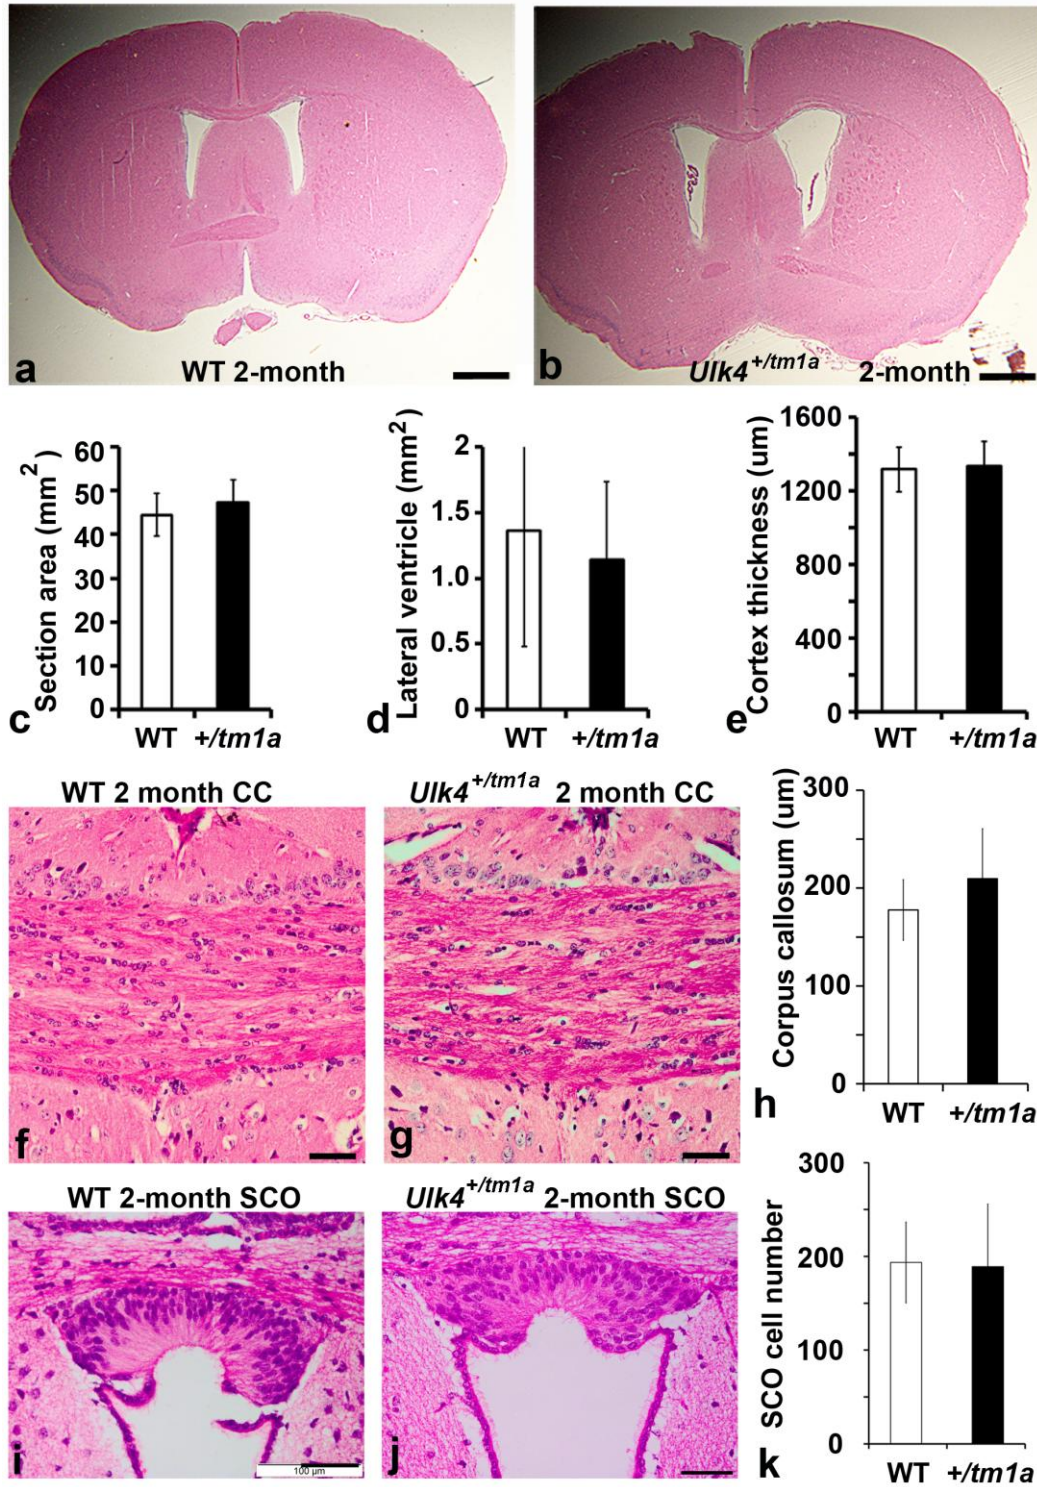 a
WT 2-month
b
Ulk4+/tm1a 2-month
Section area (mm2)
60
50
40
30
20
10
0
WT +/tm1a
c
Lateral ventricle (mm2)
2
1.5
1.0
0.5
0
WT +/tm1a
d
Cortex thickness (um)
1600
1200
800
400
0
WT +/tm1a
e
WT 2 month CC
f
Ulk4+/tm1a 2 month CC
g
Corpus callosum (um)
300
200
100
0
WT +/tm1a
h
WT 2-month SCO
i
100 µm
Ulk4+/tm1a 2-month SCO
j
SCO cell number
300
200
100
0
WT +/tm1a
k